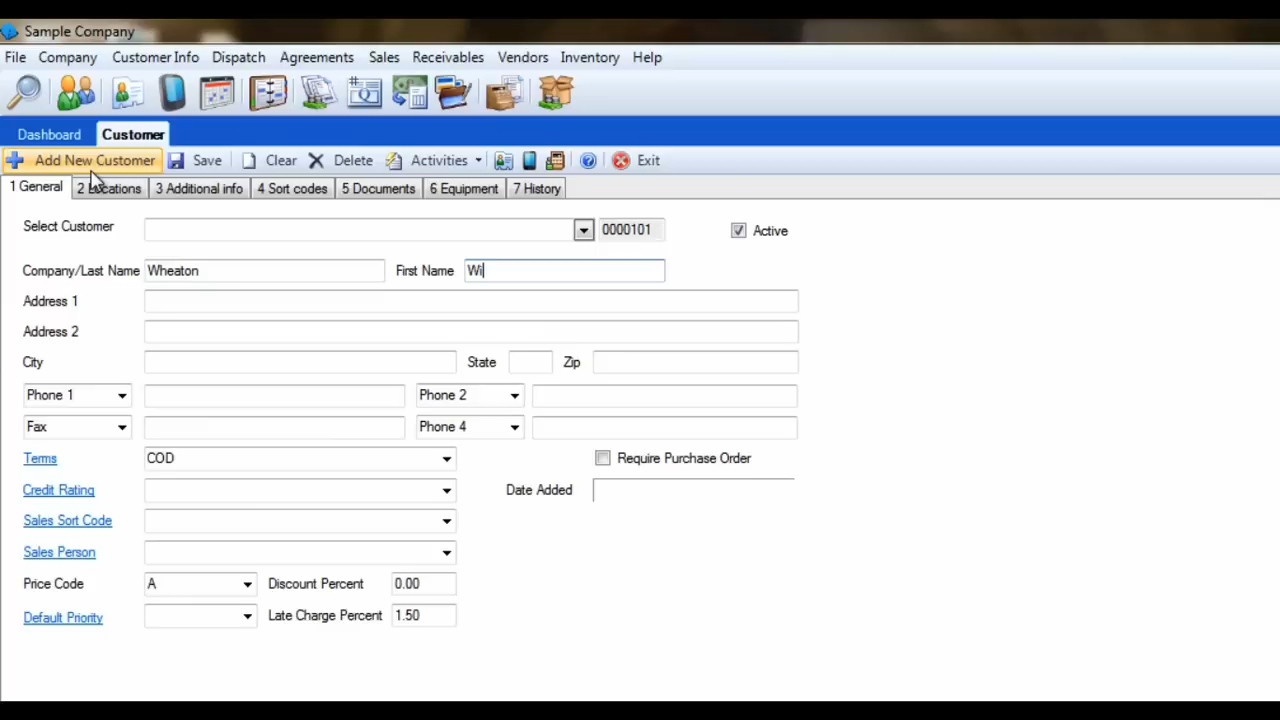 Sample Company
File Company Customer Info Dispatch Agreements Sales Receivables Vendors Inventory Help
Dashboard Customer
Add New Customer Save Clear Delete Activities Exit
1 General 2 Locations 3 Additional info 4 Sort codes 5 Documents 6 Equipment 7 History
Select Customer 0000101 Active
Company/Last Name Wheaton First Name Wi
Address 1
Address 2
City State Zip
Phone 1 Phone 2
Fax Phone 4
Terms COD Require Purchase Order
Credit Rating Date Added
Sales Sort Code
Sales Person
Price Code A Discount Percent 0.00
Default Priority Late Charge Percent 1.50